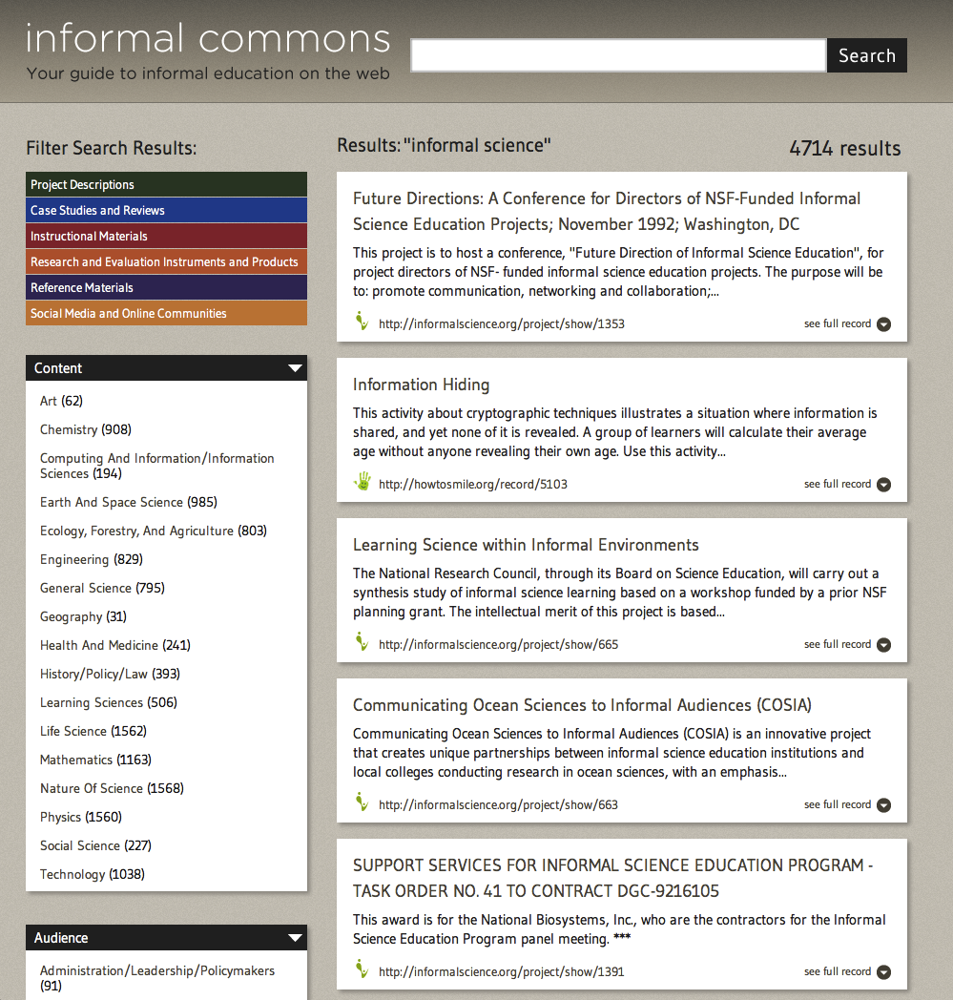 informal commons
Your guide to informal education on the web
Search
Filter Search Results:
Project Descriptions
Case Studies and Reviews
Instructional Materials
Research and Evaluation Instruments and Products
Reference Materials
Social Media and Online Communities
Content
Art (62)
Chemistry (908)
Computing And Information/Information
Sciences (194)
Earth And Space Science (985)
Ecology, Forestry, And Agriculture (803)
Engineering (829)
General Science (795)
Geography (31)
Health And Medicine (241)
History/Policy/Law (393)
Learning Sciences (506)
Life Science (1562)
Mathematics (1163)
Nature Of Science (1568)
Physics (1560)
Social Science (227)
Technology (1038)
Audience
Administration/Leadership/Policymakers
(91)
Results: "informal science"
4714 results
Future Directions: A Conference for Directors of NSF-Funded Informal
Science Education Projects; November 1992; Washington, DC
This project is to host a conference, "Future Direction of Informal Science Education", for
project directors of NSF- funded informal science education projects. The purpose will be
to: promote communication, networking and collaboration;...
http://informalscience.org/project/show/1353
see full record
Information Hiding
This activity about cryptographic techniques illustrates a situation where information is
shared, and yet none of it is revealed. A group of learners will calculate their average
age without anyone revealing their own age. Use this activity...
http://howtosmile.org/record/5103
see full record
Learning Science within Informal Environments
The National Research Council, through its Board on Science Education, will carry out a
synthesis study of informal science learning based on a workshop funded by a prior NSF
planning grant. The intellectual merit of this project is based...
http://informalscience.org/project/show/665
see full record
Communicating Ocean Sciences to Informal Audiences (COSIA)
Communicating Ocean Sciences to Informal Audiences (COSIA) is an innovative project
that creates unique partnerships between informal science education institutions and
local colleges conducting research in ocean sciences, with an emphasis...
http://informalscience.org/project/show/663
see full record
SUPPORT SERVICES FOR INFORMAL SCIENCE EDUCATION PROGRAM -
TASK ORDER NO. 41 TO CONTRACT DGC-9216105
This award is for the National Biosystems, Inc., who are the contractors for the Informal
Science Education Program panel meeting. ***
http://informalscience.org/project/show/1391
see full record